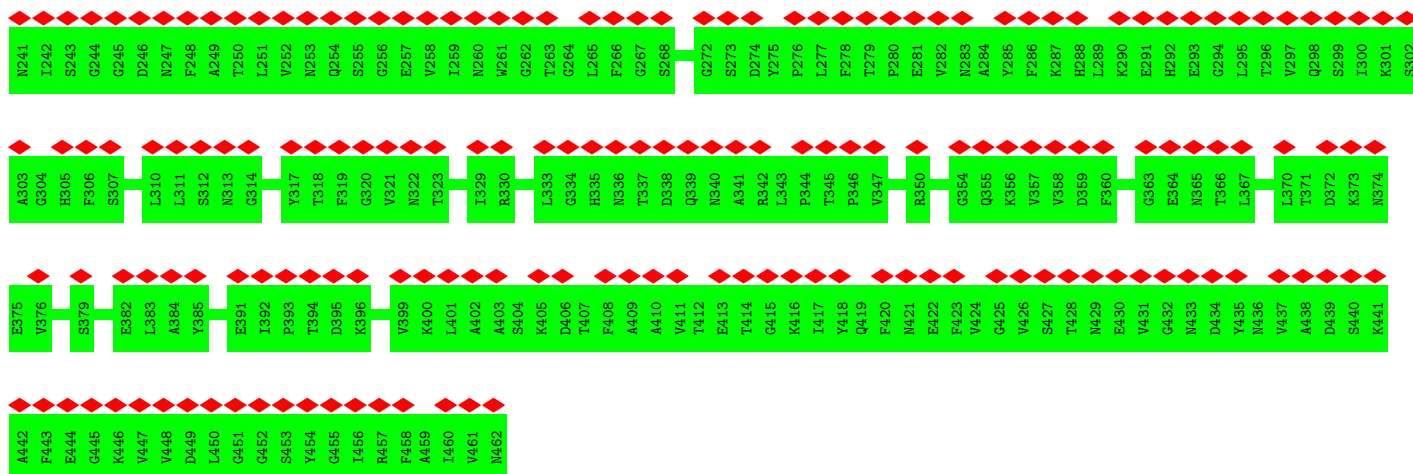 N241 I242 S243 G244 G245 D246 N247 F248 A249 T250 L251 V252 N253 Q254 S255 G256 E257 V258 I259 N260 W261 G262 T263 G264 L265 F266 G267 S268 G272 S273 D274 Y275 P276 L277 F278 T279 P280 E281 V282 N283 A284 Y285 F286 K287 H288 L289 K290 E291 H292 E293 G294 L295 T296 V297 Q298 S299 I300 K301 S302
A303 G304 H305 F306 S307 L310 L311 S312 N313 G314 Y317 T318 F319 G320 V321 N322 T323 I329 R330 L333 G334 H335 N336 T337 D338 Q339 N340 A341 R342 L343 P344 T345 P346 V347 R350 G354 Q355 K356 V357 V358 D359 F360 G363 E364 N365 T366 L367 L370 T371 D372 K373 N374
E375 V376 S379 E382 L383 A384 Y385 E391 I392 P393 T394 D395 K396 V399 K400 L401 A402 A403 S404 K405 D406 T407 F408 A409 A410 V411 T412 E413 T414 G415 K416 I417 Y418 Q419 F420 N421 E422 F423 V424 G425 V426 S427 T428 N429 E430 V431 G432 N433 D434 Y435 N436 V437 A438 D439 S440 K441
A442 F443 E444 G445 K446 V447 V448 D449 L450 G451 G452 S453 Y454 G455 I456 R457 F458 A459 I460 V461 N462